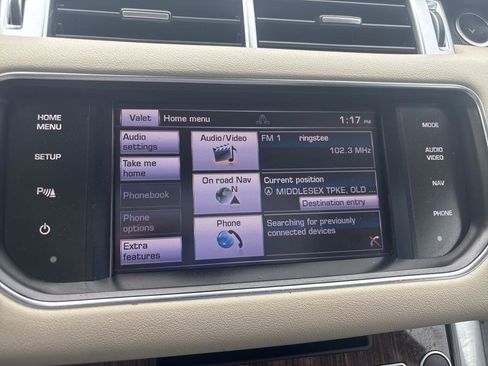 HOME
MENU
SETUP
P
Valet
Home menu
1:17 PM
Audio
settings
Take me
home
Phonebook
Phone
options
Extra
features
Audio/Video
FM 1 ringstee
102.3 MHz
On road Nav
N
Current position
MIDDLESEX TPKE, OLD ...
Destination entry
Phone
Searching for previously
connected devices
MODE
AUDIO
VIDEO
NAV
PHONE